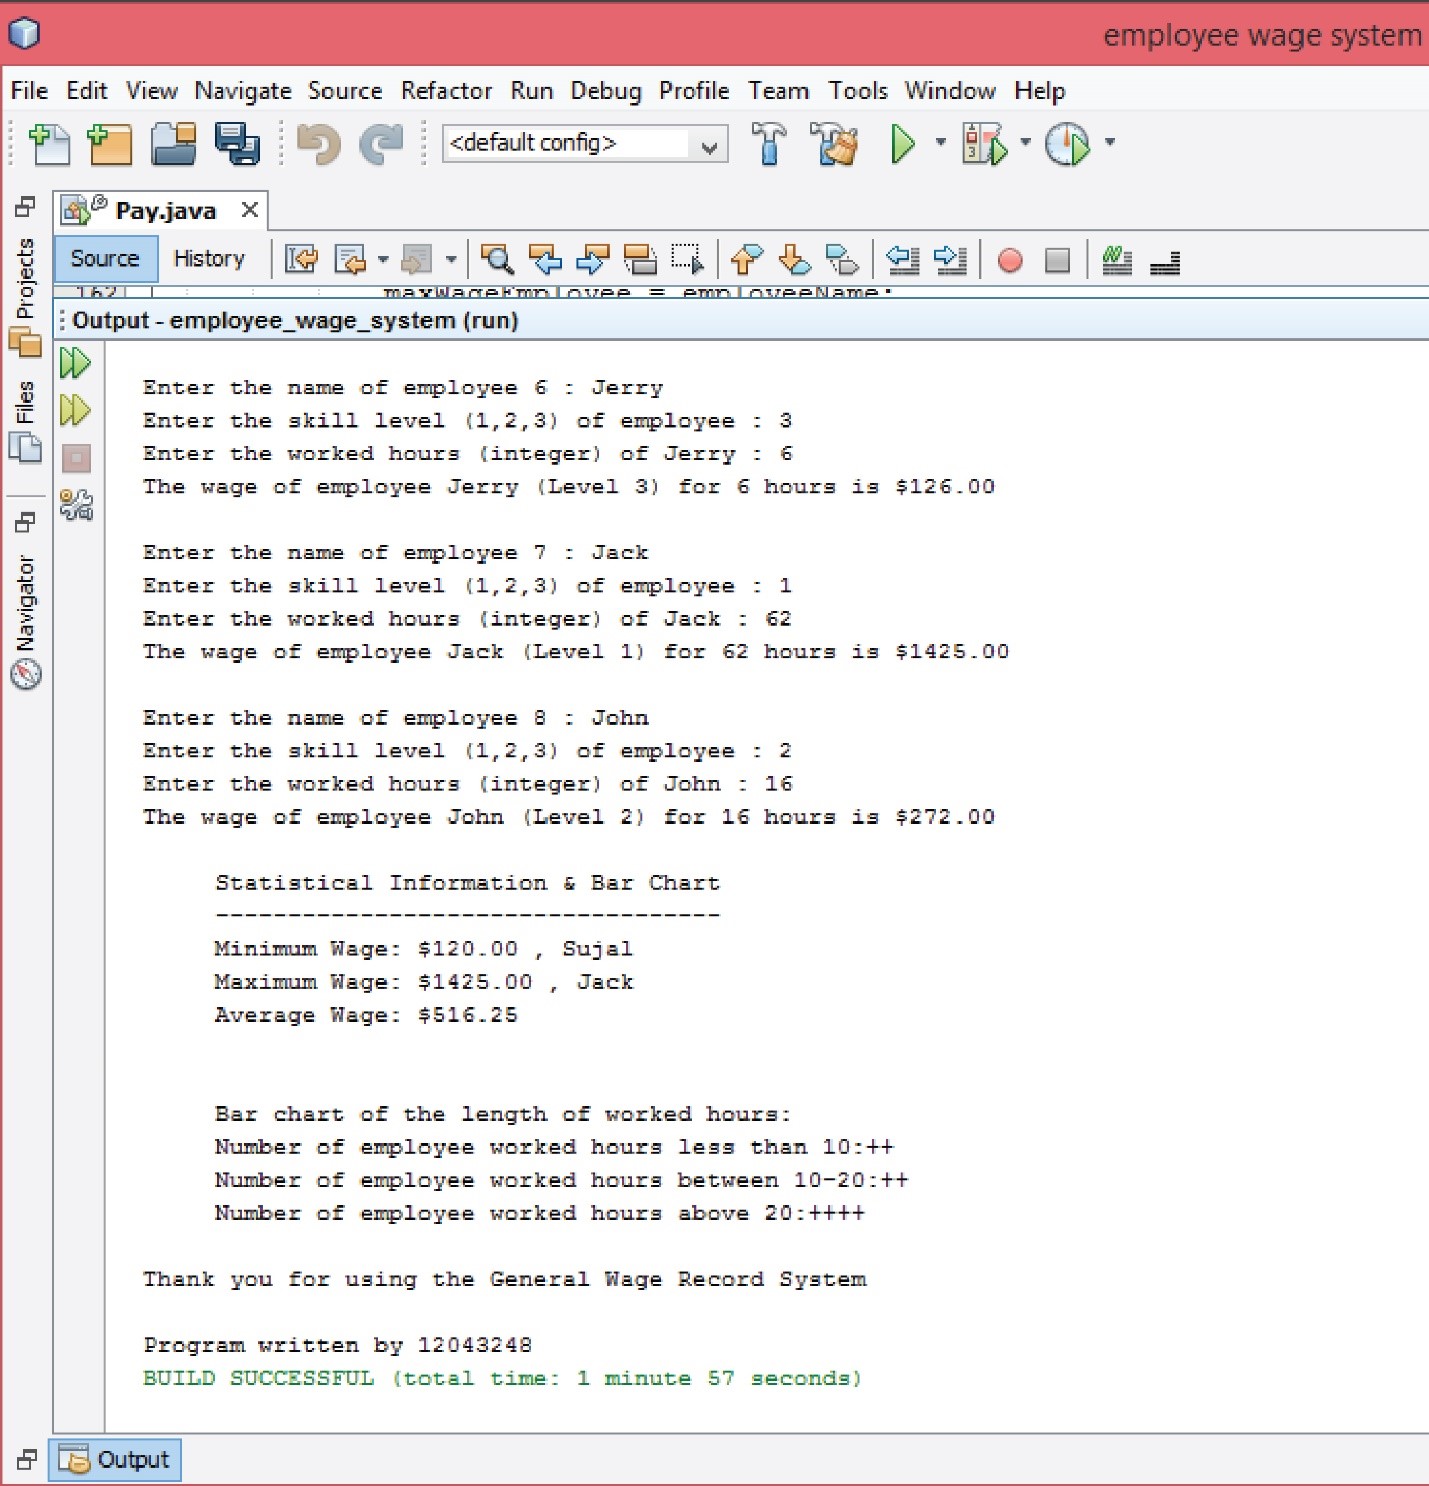 employee wage system
File Edit View Navigate Source Refactor Run Debug Profile Team Tools Window Help
<default config>
Pay.java
Source History
Projects
Files
Navigator
162 maxWageEmployee = employeeName;
Output - employee_wage_system (run)
Enter the name of employee 6 : Jerry
Enter the skill level (1,2,3) of employee : 3
Enter the worked hours (integer) of Jerry : 6
The wage of employee Jerry (Level 3) for 6 hours is $126.00
Enter the name of employee 7 : Jack
Enter the skill level (1,2,3) of employee : 1
Enter the worked hours (integer) of Jack : 62
The wage of employee Jack (Level 1) for 62 hours is $1425.00
Enter the name of employee 8 : John
Enter the skill level (1,2,3) of employee : 2
Enter the worked hours (integer) of John : 16
The wage of employee John (Level 2) for 16 hours is $272.00
Statistical Information & Bar Chart
-----------------------------------
Minimum Wage: $120.00 , Sujal
Maximum Wage: $1425.00 , Jack
Average Wage: $516.25
Bar chart of the length of worked hours:
Number of employee worked hours less than 10:++
Number of employee worked hours between 10-20:++
Number of employee worked hours above 20:++++
Thank you for using the General Wage Record System
Program written by 12043248
BUILD SUCCESSFUL (total time: 1 minute 57 seconds)
Output